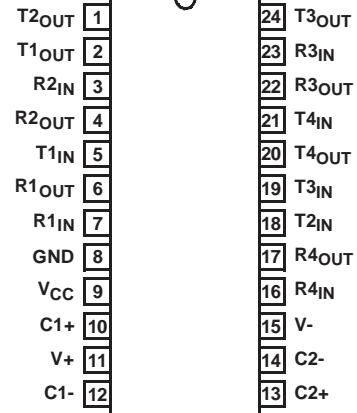 T2OUT 1 24 T3OUT
T1OUT 2 23 R3IN
R2IN 3 22 R3OUT
R2OUT 4 21 T4IN
T1IN 5 20 T4OUT
R1OUT 6 19 T3IN
R1IN 7 18 T2IN
GND 8 17 R4OUT
VCC 9 16 R4IN
C1+ 10 15 V-
V+ 11 14 C2-
C1- 12 13 C2+